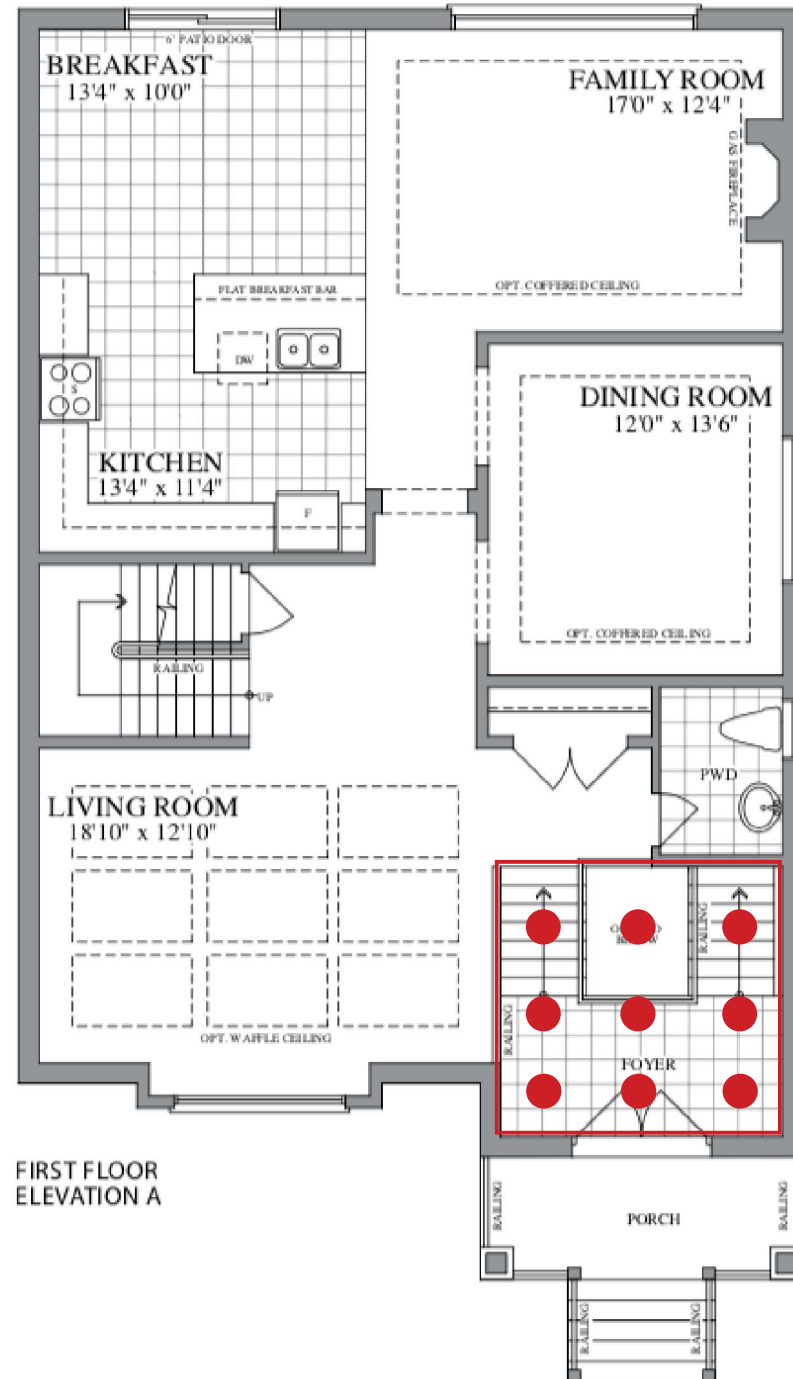 6' PATIO DOOR
BREAKFAST
13'4" x 10'0"
FAMILY ROOM
17'0" x 12'4"
GAS FIREPLACE
OPT. COFFERED CEILING
FLAT BREAKFAST BAR
DW
S
DINING ROOM
12'0" x 13'6"
KITCHEN
13'4" x 11'4"
F
OPT. COFFERED CEILING
RAILING
UP
PWD
LIVING ROOM
18'10" x 12'10"
RAILING
RAILING
OPT. WAFFLE CEILING
FOYER
FIRST FLOOR
ELEVATION A
RAILING
PORCH
RAILING
RAILING
RAILING